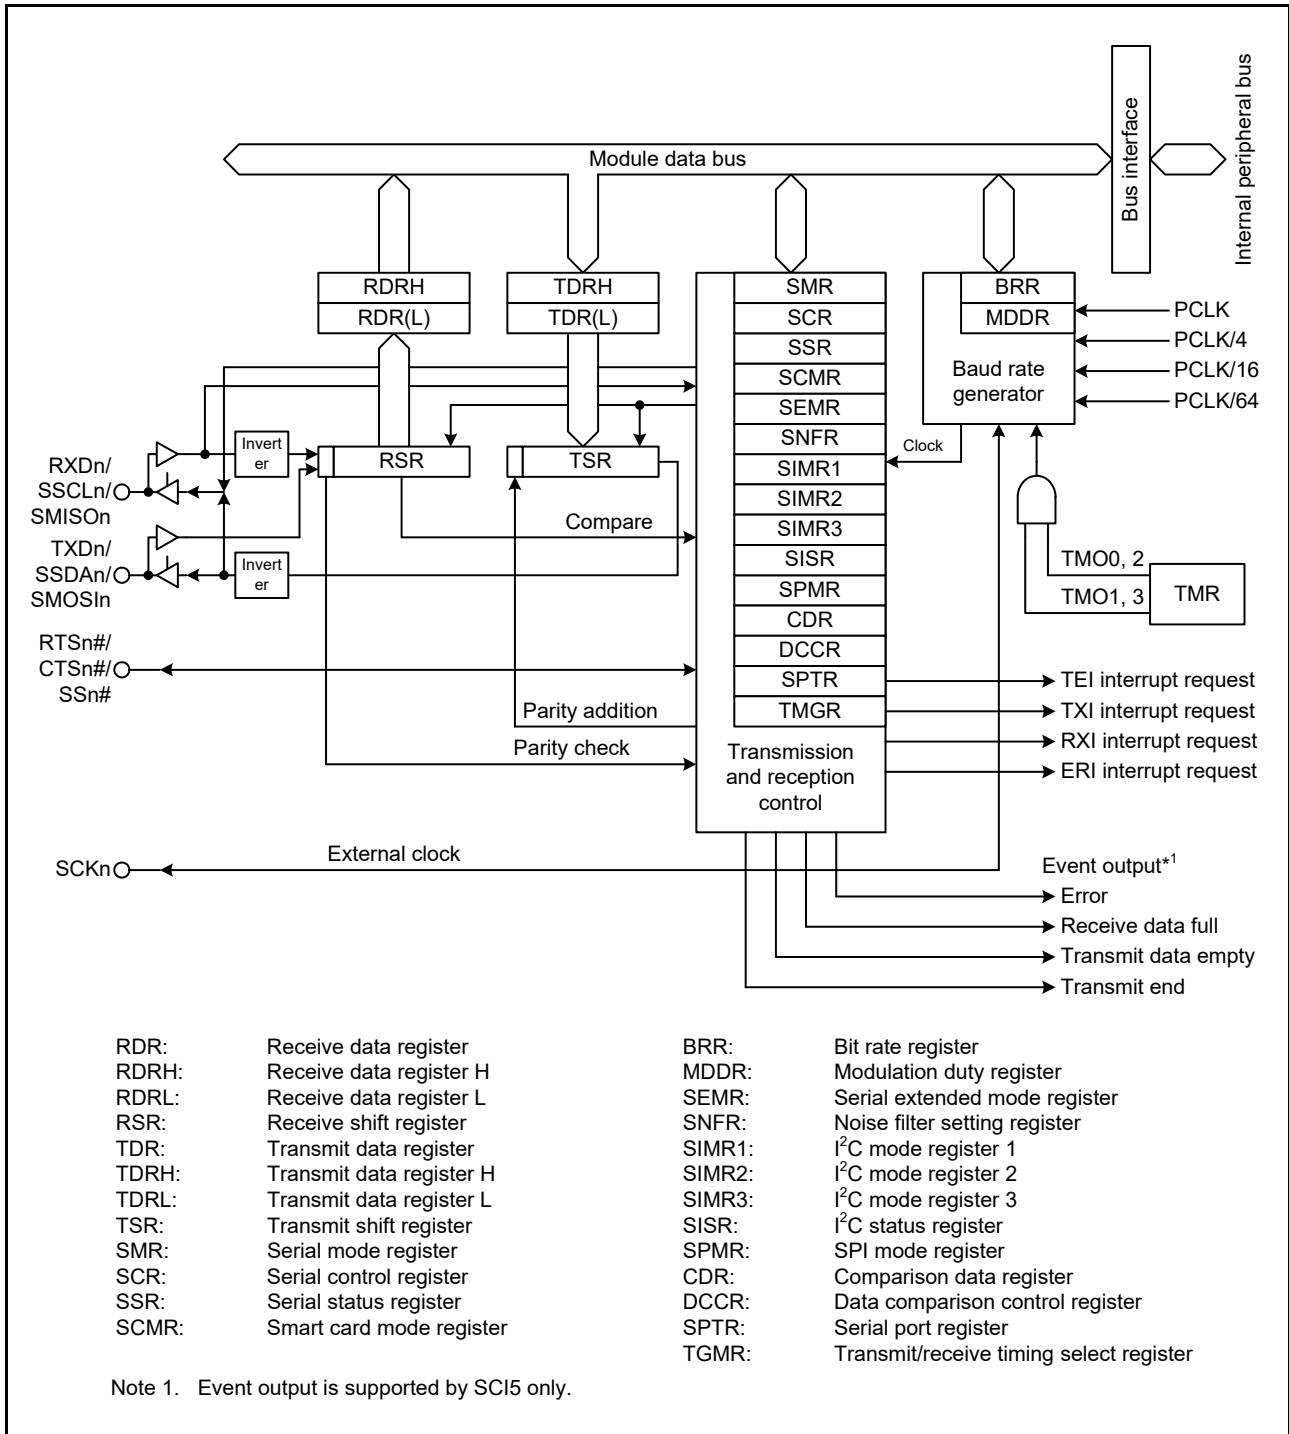 Module data bus
Bus interface
Internal peripheral bus
RDRH
RDR(L)
TDRH
TDR(L)
SMR
SCR
SSR
SCMR
SEMR
SNFR
SIMR1
SIMR2
SIMR3
SISR
SPMR
CDR
DCCR
SPTR
TMGR
Transmission
and reception
control
BRR
MDDR
Baud rate
generator
PCLK
PCLK/4
PCLK/16
PCLK/64
Clock
RXDn/
SSCLn/
SMISOn
Invert
er
RSR
TSR
Compare
TXDn/
SSDAn/
SMOSIn
Invert
er
TMO0, 2
TMO1, 3
TMR
RTSn#/
CTSn#/
SSn#
Parity addition
Parity check
TEI interrupt request
TXI interrupt request
RXI interrupt request
ERI interrupt request
SCKn
External clock
Event output*1
Error
Receive data full
Transmit data empty
Transmit end
RDR: Receive data register
RDRH: Receive data register H
RDRL: Receive data register L
RSR: Receive shift register
TDR: Transmit data register
TDRH: Transmit data register H
TDRL: Transmit data register L
TSR: Transmit shift register
SMR: Serial mode register
SCR: Serial control register
SSR: Serial status register
SCMR: Smart card mode register
BRR: Bit rate register
MDDR: Modulation duty register
SEMR: Serial extended mode register
SNFR: Noise filter setting register
SIMR1: I2C mode register 1
SIMR2: I2C mode register 2
SIMR3: I2C mode register 3
SISR: I2C status register
SPMR: SPI mode register
CDR: Comparison data register
DCCR: Data comparison control register
SPTR: Serial port register
TGMR: Transmit/receive timing select register
Note 1. Event output is supported by SCI5 only.